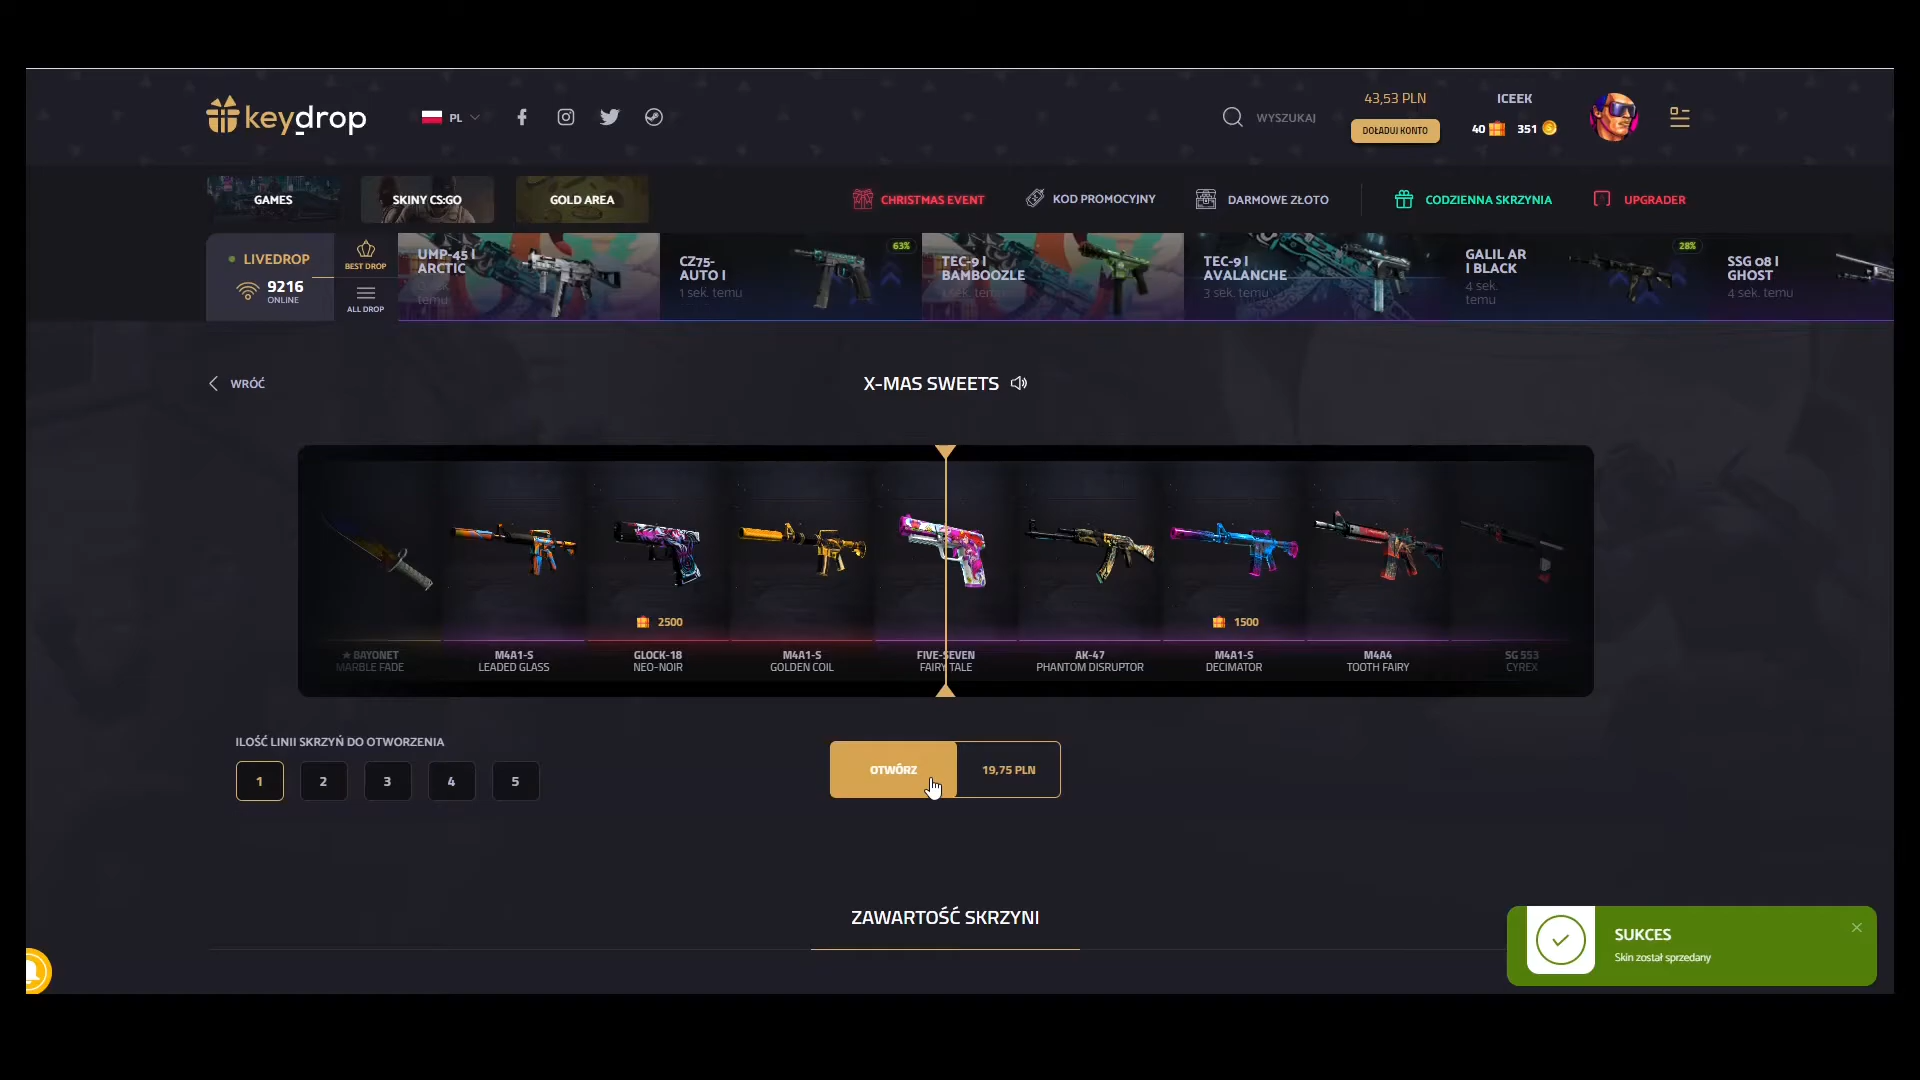 keydrop
PL
WYSZUKAJ
43,53 PLN
DOŁADUJ KONTO
ICEEK
40
351
GAMES
SKINY CS:GO
GOLD AREA
CHRISTMAS EVENT
KOD PROMOCYJNY
DARMOWE ZŁOTO
CODZIENNA SKRZYNIA
UPGRADER
LIVEDROP
9216
ONLINE
BEST DROP
ALL DROP
UMP-45 |
ARCTIC
temu
CZ75-
AUTO |
1 sek. temu
63%
TEC-9 |
BAMBOOZLE
sek. temu
TEC-9 |
AVALANCHE
3 sek. temu
GALIL AR
| BLACK
4 sek.
temu
28%
SSG 08 |
GHOST
4 sek. temu
WRÓĆ
X-MAS SWEETS
★ BAYONET
MARBLE FADE
M4A1-S
LEADED GLASS
2500
GLOCK-18
NEO-NOIR
M4A1-S
GOLDEN COIL
FIVE-SEVEN
FAIRY TALE
AK-47
PHANTOM DISRUPTOR
1500
M4A1-S
DECIMATOR
M4A4
TOOTH FAIRY
SG 553
CYREX
ILOŚĆ LINII SKRZYŃ DO OTWORZENIA
1
2
3
4
5
OTWÓRZ
19,75 PLN
ZAWARTOŚĆ SKRZYNI
SUKCES
Skin został sprzedany